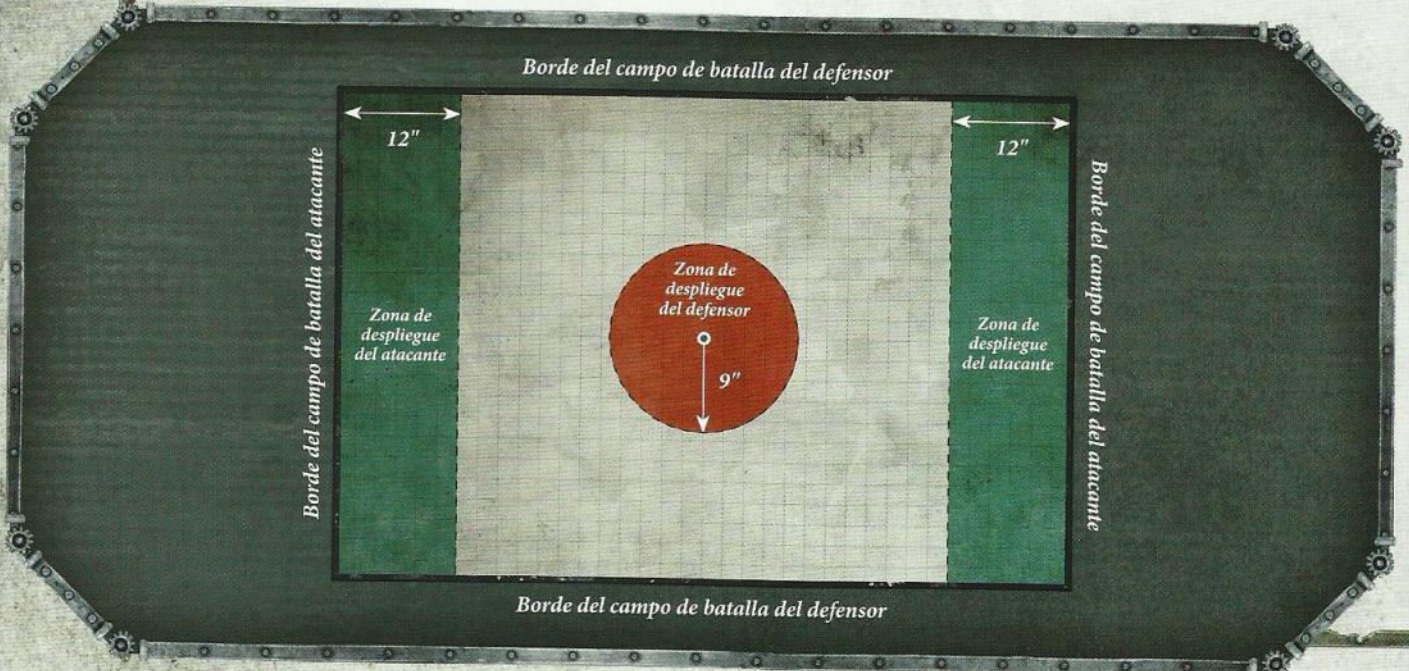 Borde del campo de batalla del defensor
12"
12"
Borde del campo de batalla del atacante
Zona de
despliegue
del defensor
9"
Zona de
despliegue
del atacante
Zona de
despliegue
del atacante
Borde del campo de batalla del atacante
Borde del campo de batalla del defensor